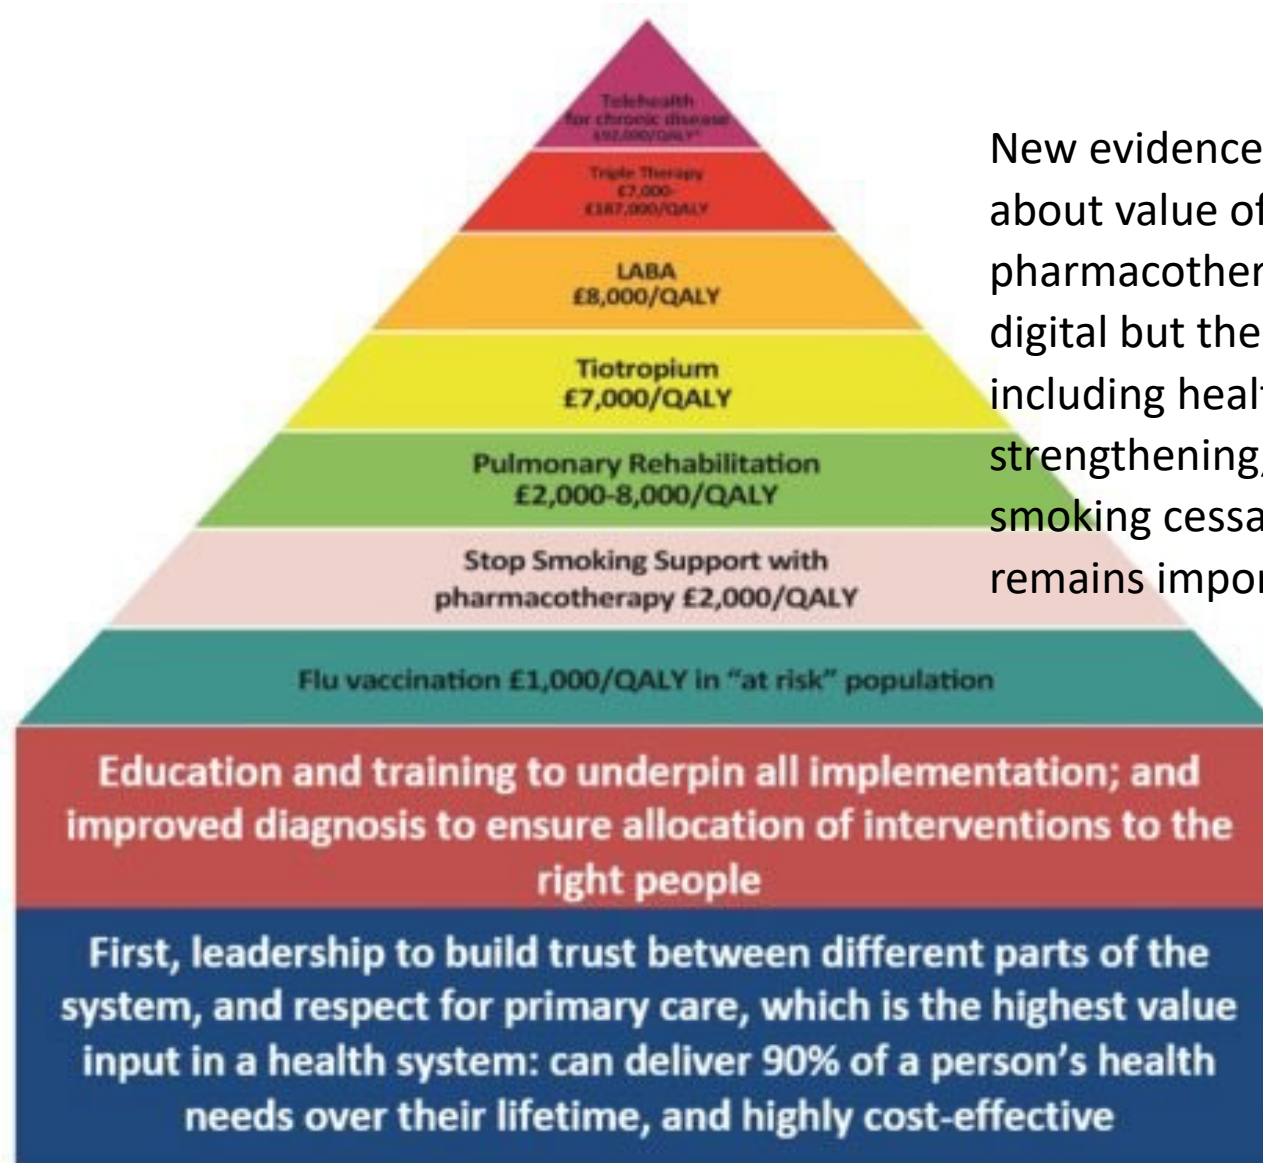 Telehealth
for chronic disease
£92,000/QALY*
Triple Therapy
£7,000-
£187,000/QALY
LABA
£8,000/QALY
Tiotropium
£7,000/QALY
Pulmonary Rehabilitation
£2,000-8,000/QALY
Stop Smoking Support with
pharmacotherapy £2,000/QALY
Flu vaccination £1,000/QALY in “at risk” population
Education and training to underpin all implementation; and
improved diagnosis to ensure allocation of interventions to the
right people
First, leadership to build trust between different parts of the
system, and respect for primary care, which is the highest value
input in a health system: can deliver 90% of a person’s health
needs over their lifetime, and highly cost-effective
New evidence
about value of
digital but the
including
strengthening,
smoking
remains